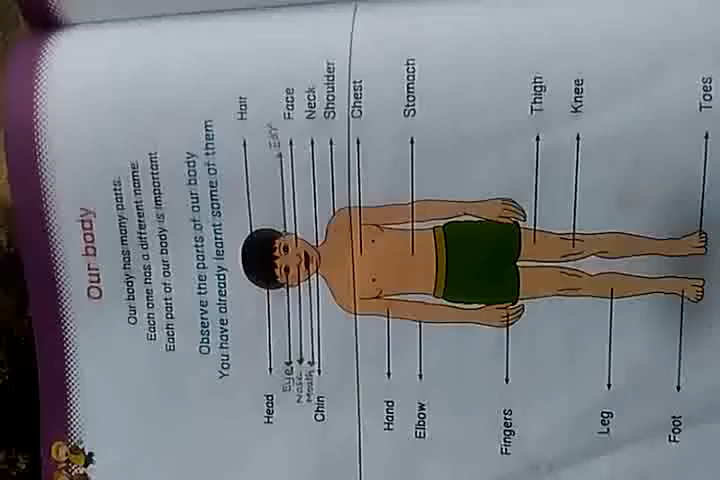 Our body
Our body has many parts.
Each one has a different name.
Each part of our body is important
Observe the parts of our body
You have already learnt some of them
Hair
Ear
Face
Neck
Shoulder
Chest
Stomach
Thigh
Knee
Toes
Head
Eye
Nose
Mouth
Chin
Hand
Elbow
Fingers
Leg
Foot